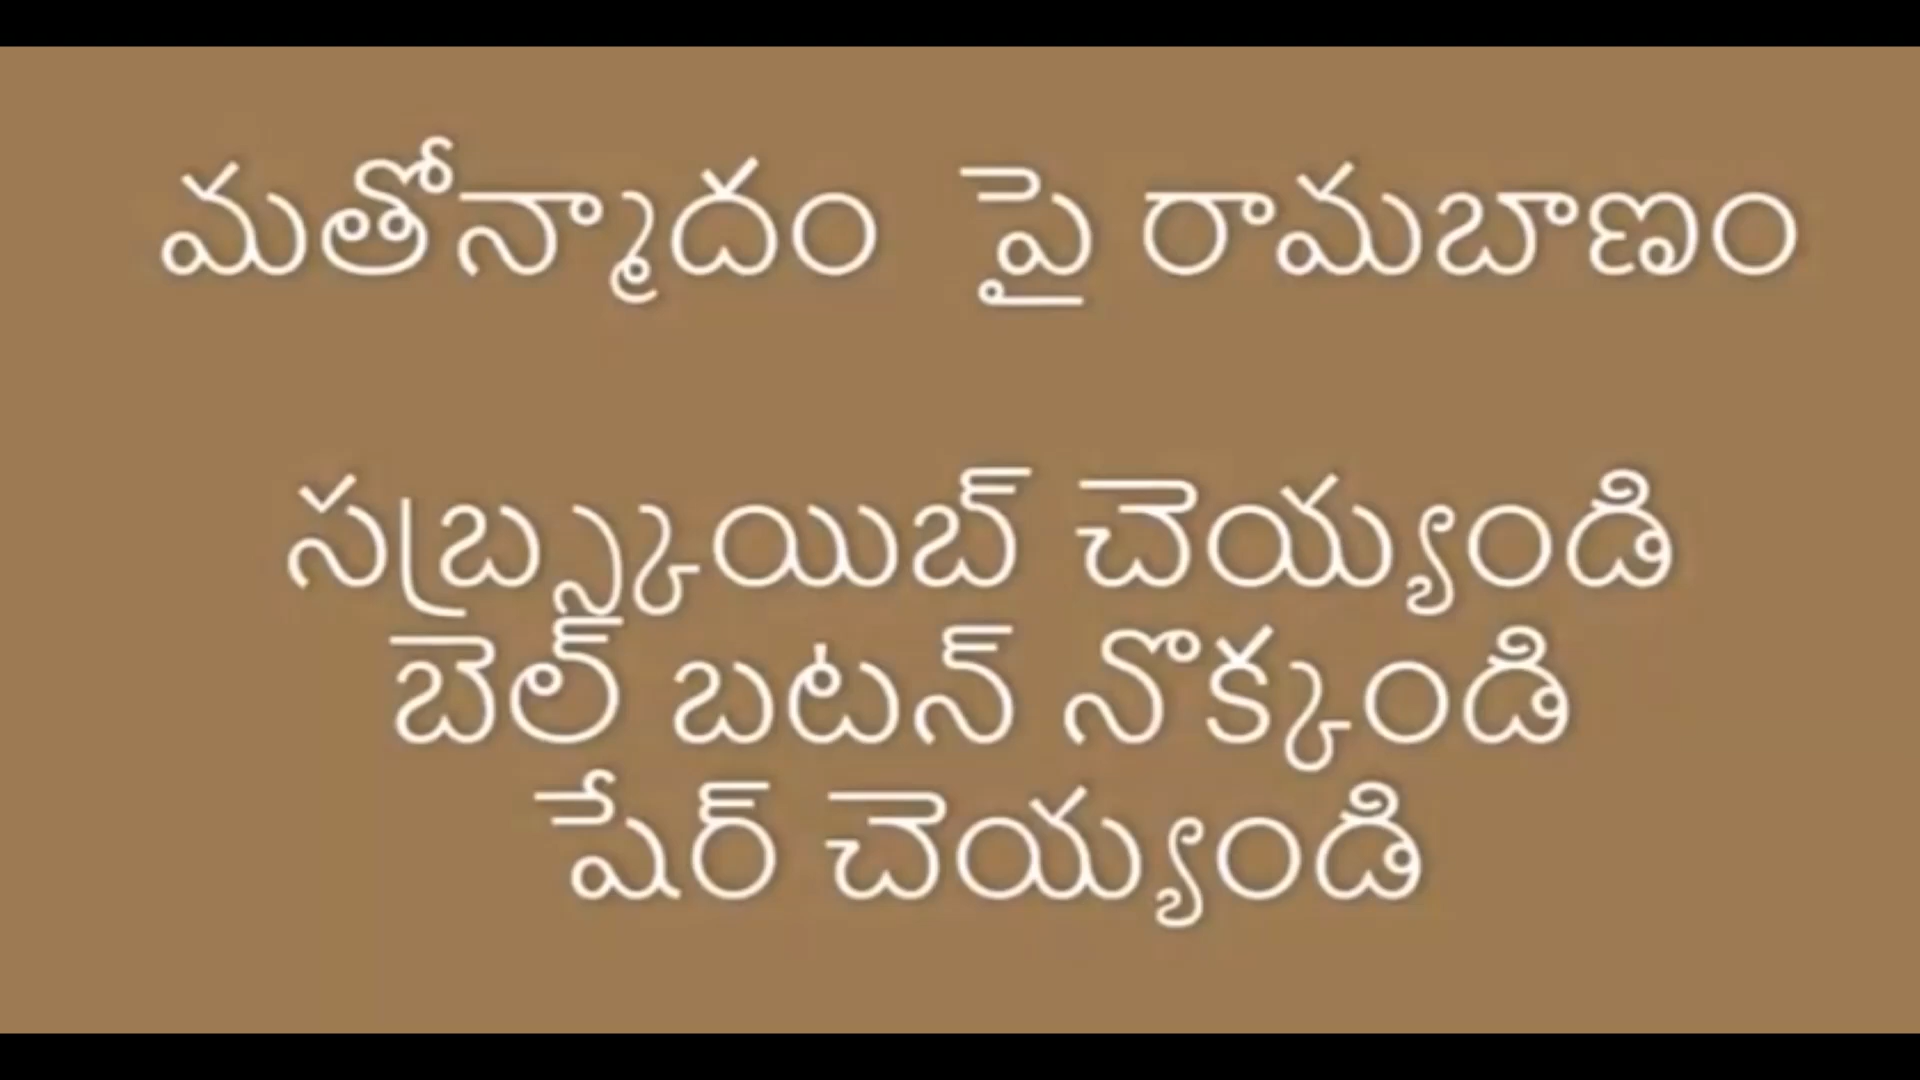 మతోన్మాదం పై రామబాణం
సబ్స్క్రయిబ్ చెయ్యండి
బెల్ బటన్ నొక్కండి
షేర్ చెయ్యండి